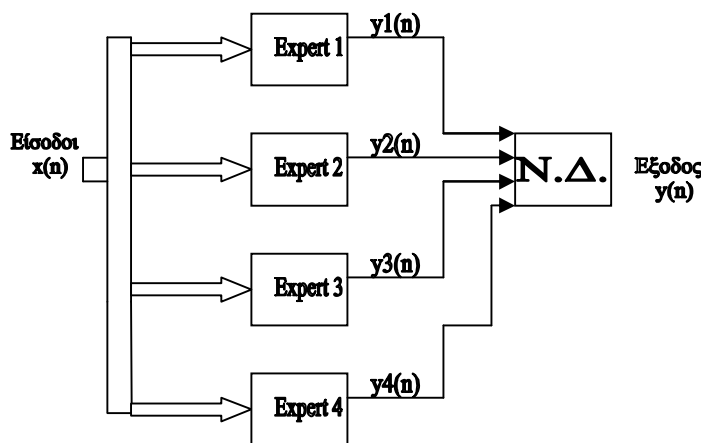 Expert 1
y1(n)
Είσοδοι
x(n)
Expert 2
y2(n)
Ν.Δ.
Εξοδος
y(n)
Expert 3
y3(n)
Expert 4
y4(n)